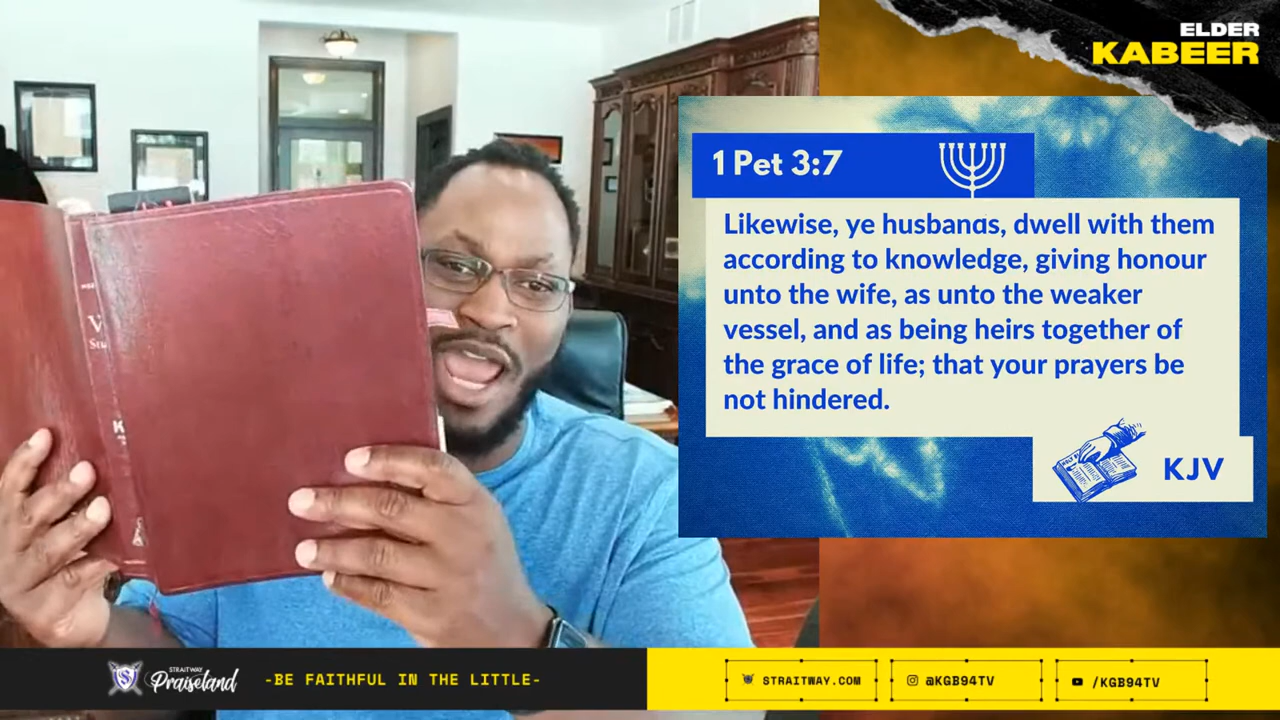 ELDER
KABEER
1 Pet 3:7
Likewise, ye husbands, dwell with them
according to knowledge, giving honour
unto the wife, as unto the weaker
vessel, and as being heirs together of
the grace of life; that your prayers be
not hindered.
KJV
STRAITWAY
Praiseland
-BE FAITHFUL IN THE LITTLE-
STRAITWAY.COM
@KGB94TV
/KGB94TV